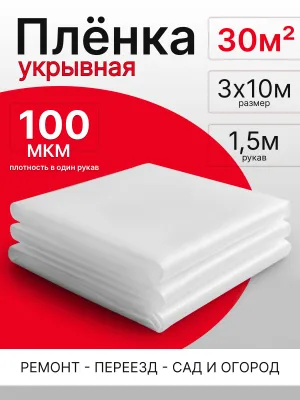 Плёнка
укрывная
30м²
3х10м
размер
1,5м
рукав
100
МКМ
плотность в один рукав
РЕМОНТ - ПЕРЕЕЗД - САД И ОГОРОД